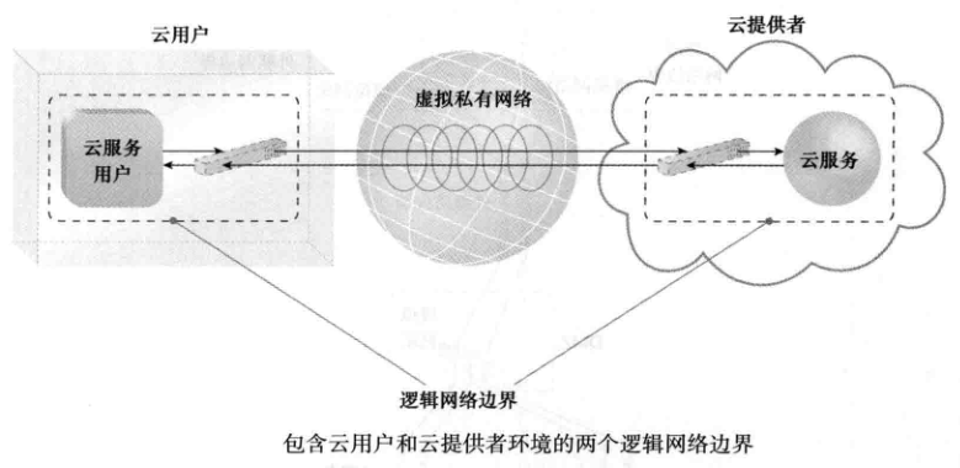 云用户
云提供者
虚拟私有网络
云服务
用户
云服务
逻辑网络边界
包含云用户和云提供者环境的两个逻辑网络边界